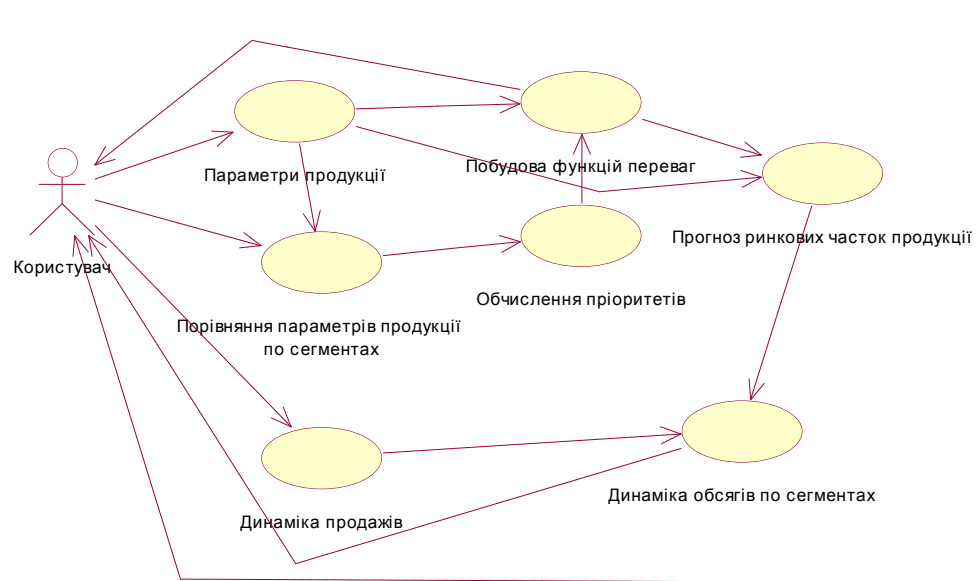 Параметри продукції
Побудова функцій переваг
Прогноз ринкових часток продукції
Користувач
Обчислення пріоритетів
Порівняння параметрів продукції
по сегментах
Динаміка обсягів по сегментах
Динаміка продажів